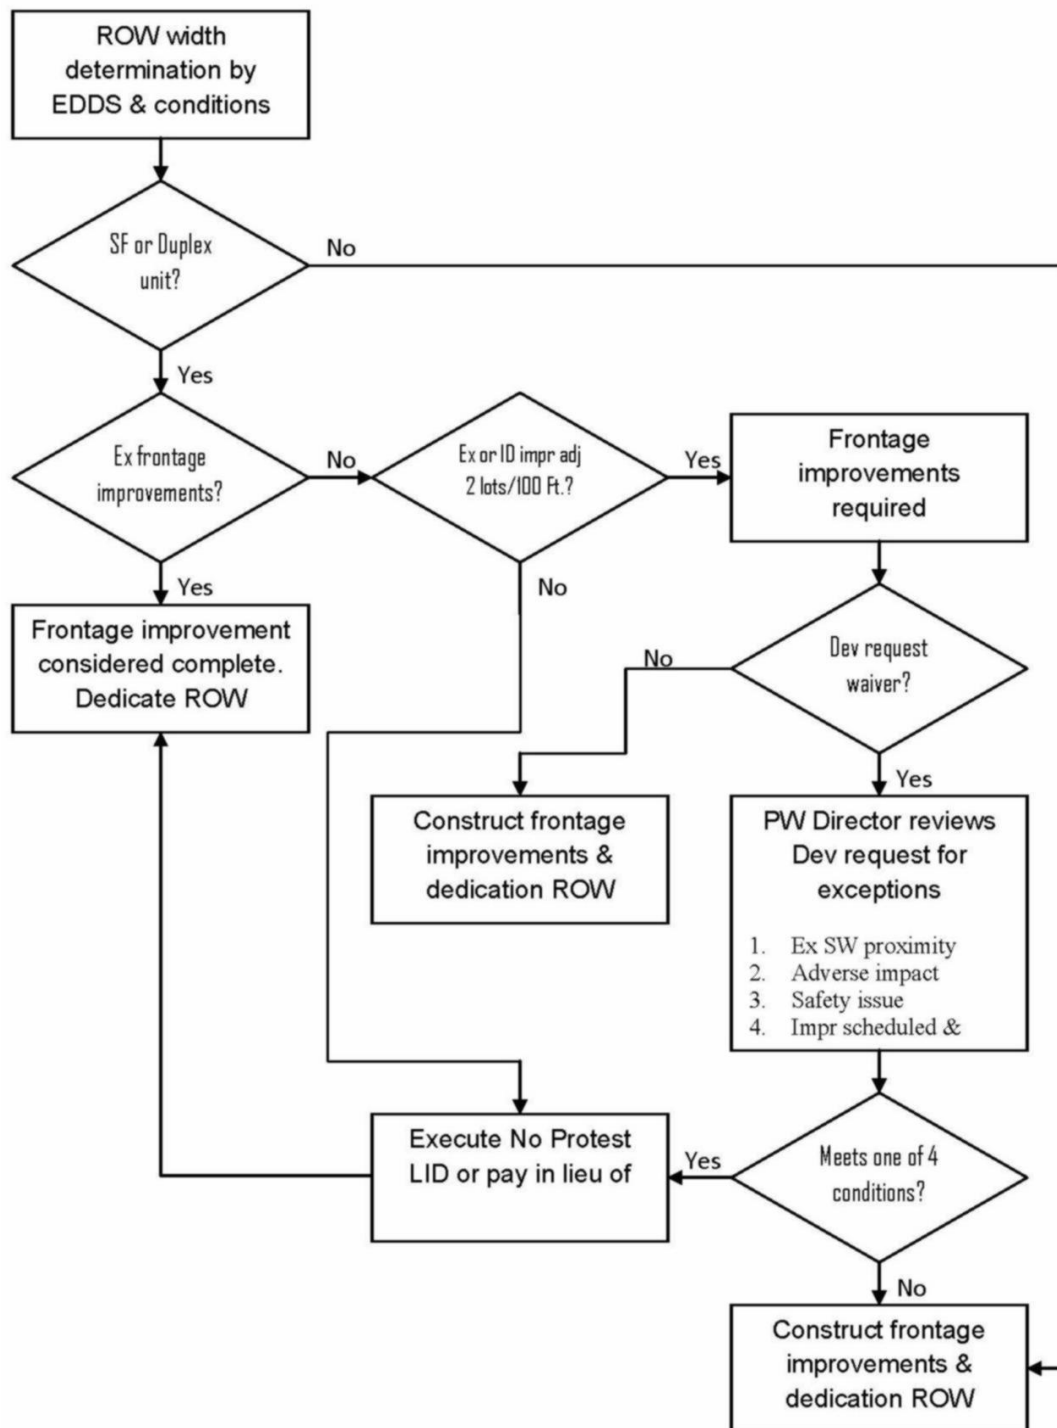 ROW width
determination by
EDDS & conditions
SF or Duplex
unit?
No
Yes
Ex frontage
improvements?
No
Ex or ID impr adj
2 lots/100 Ft.?
Yes
Frontage
improvements
required
Yes
No
Frontage improvement
considered complete.
Dedicate ROW
Dev request
waiver?
No
Yes
Construct frontage
improvements &
dedication ROW
PW Director reviews
Dev request for
exceptions
1. Ex SW proximity
2. Adverse impact
3. Safety issue
4. Impr scheduled &
Execute No Protest
LID or pay in lieu of
Yes
Meets one of 4
conditions?
No
Construct frontage
improvements &
dedication ROW